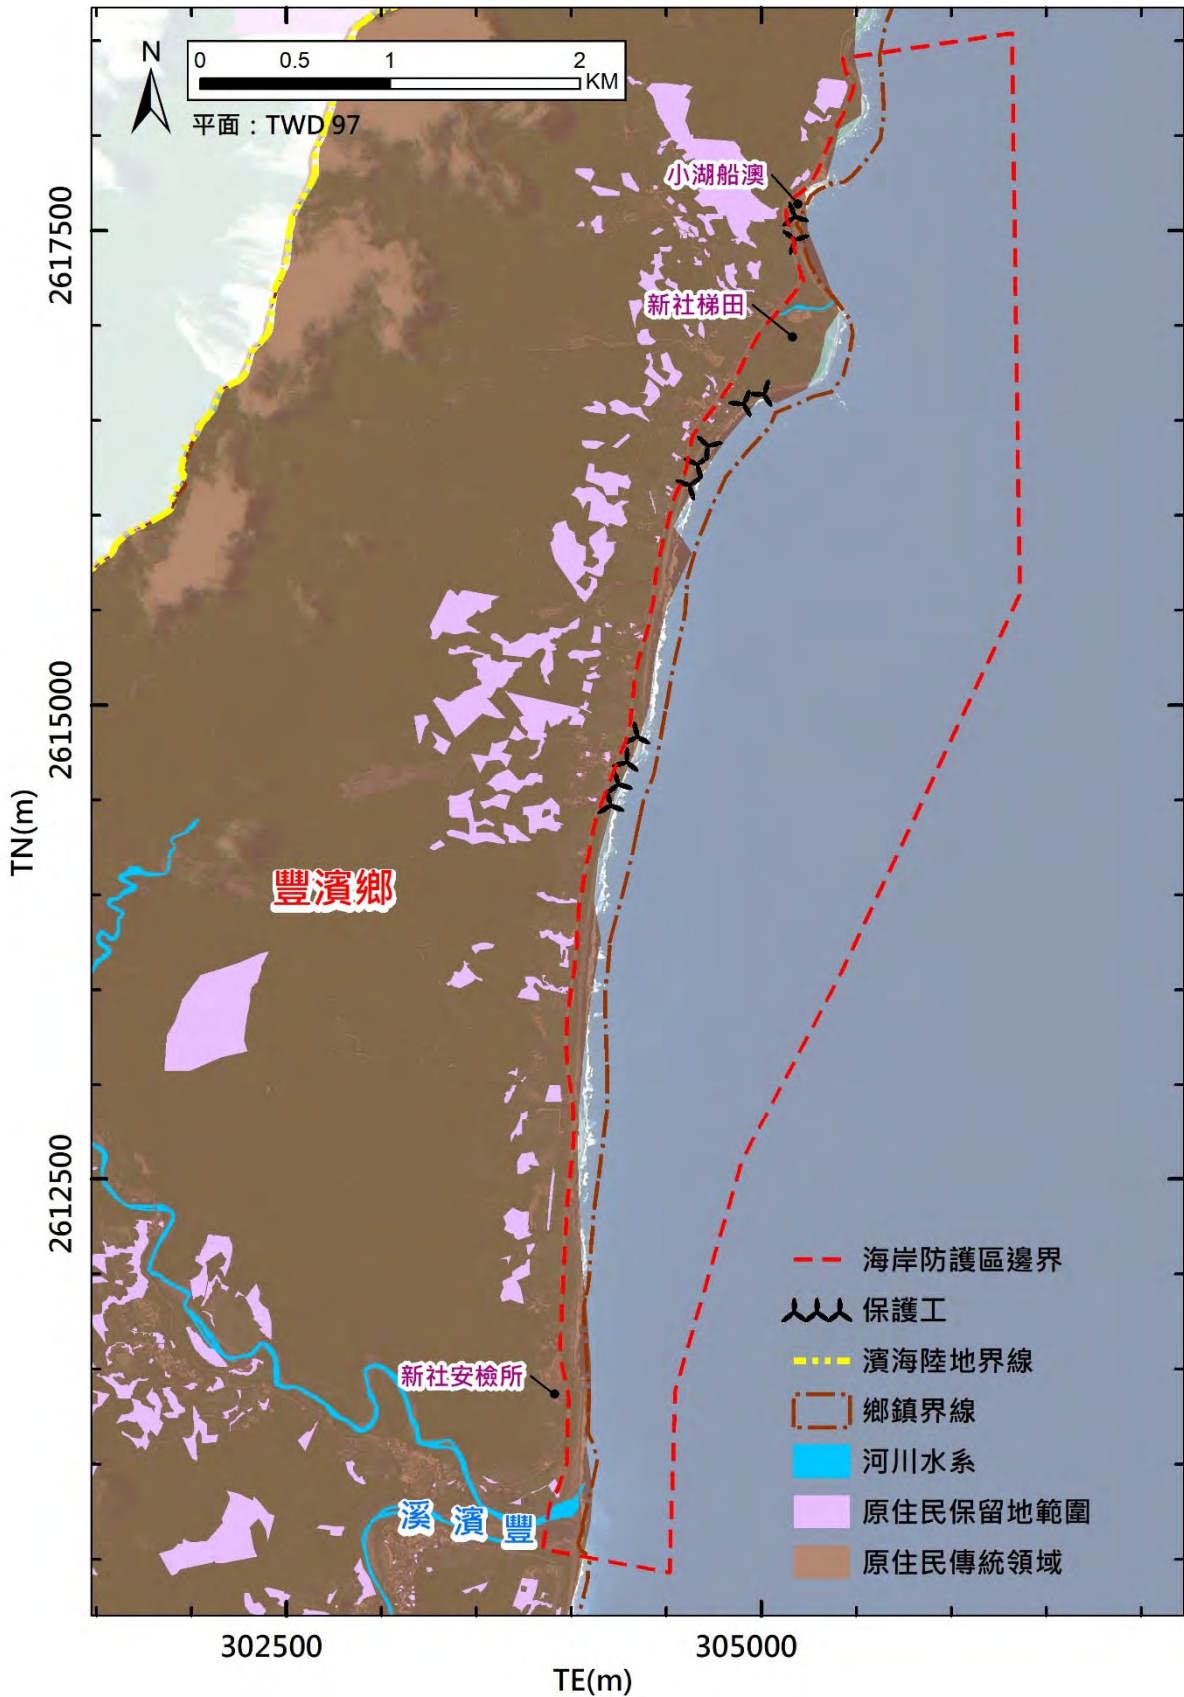 N
0 0.5 1 2
KM
平面：TWD 97
小湖船澳
2617500
新社梯田
2615000
TN(m)
豐濱鄉
2612500
海岸防護區邊界
保護工
濱海陸地界線
新社安檢所
鄉鎮界線
河川水系
原住民保留地範圍
溪濱豐
原住民傳統領域
302500 305000
TE(m)